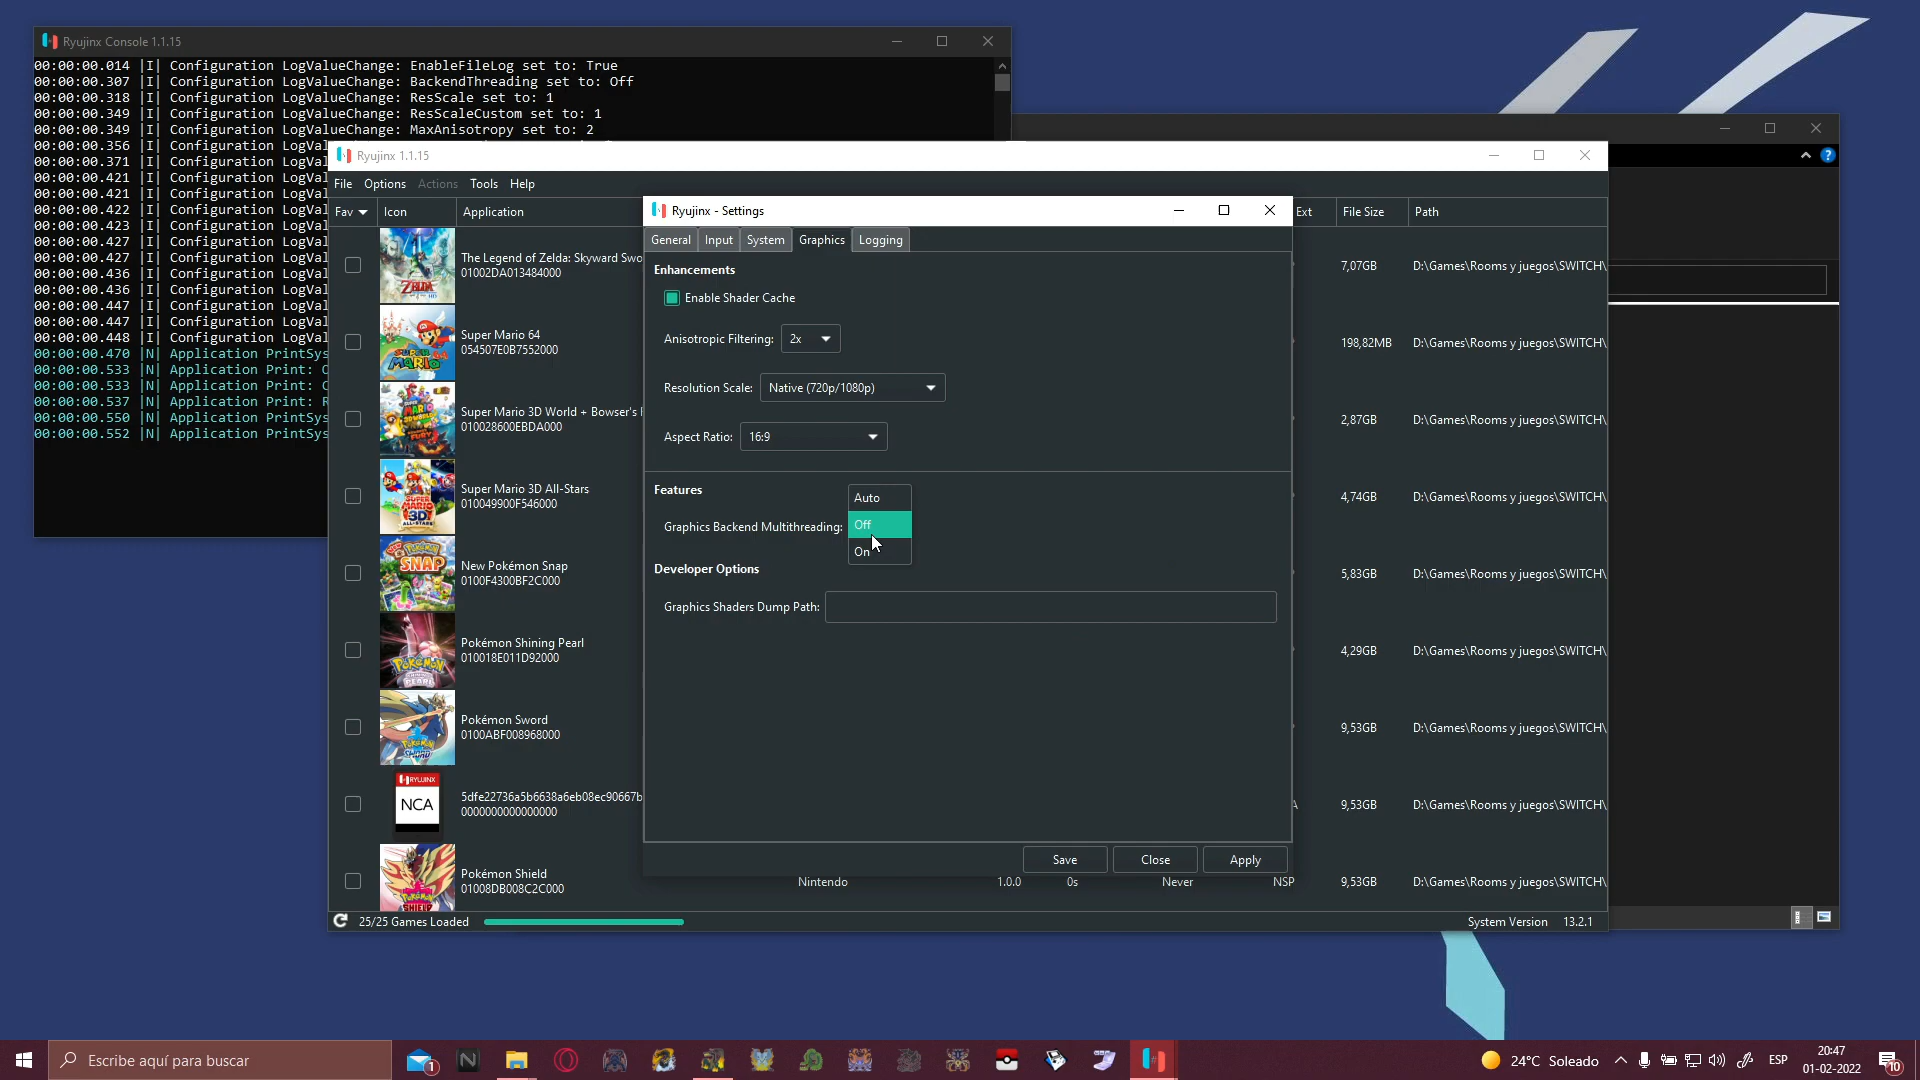 Ryujinx Console 1.1.15
00:00:00.014 |I| Configuration LogValueChange: EnableFileLog set to: True
00:00:00.307 |I| Configuration LogValueChange: BackendThreading set to: Off
00:00:00.318 |I| Configuration LogValueChange: ResScale set to: 1
00:00:00.349 |I| Configuration LogValueChange: ResScaleCustom set to: 1
00:00:00.349 |I| Configuration LogValueChange: MaxAnisotropy set to: 2
00:00:00.356 |I| Configuration LogVal
00:00:00.371 |I| Configuration LogVal
00:00:00.421 |I| Configuration LogVal
00:00:00.421 |I| Configuration LogVal
00:00:00.422 |I| Configuration LogVal
00:00:00.423 |I| Configuration LogVal
00:00:00.427 |I| Configuration LogVal
00:00:00.427 |I| Configuration LogVal
00:00:00.436 |I| Configuration LogVal
00:00:00.436 |I| Configuration LogVal
00:00:00.447 |I| Configuration LogVal
00:00:00.447 |I| Configuration LogVal
00:00:00.448 |I| Configuration LogVal
00:00:00.470 |N| Application PrintSys
00:00:00.533 |N| Application Print: C
00:00:00.533 |N| Application Print: C
00:00:00.537 |N| Application Print: R
00:00:00.550 |N| Application PrintSys
00:00:00.552 |N| Application PrintSys
Ryujinx 1.1.15
File Options Actions Tools Help
Fav Icon Application Ext File Size Path
The Legend of Zelda: Skyward Swo
01002DA013484000
7,07GB D:\Games\Rooms y juegos\SWITCH\
Super Mario 64
054507E0B7552000
198,82MB D:\Games\Rooms y juegos\SWITCH\
Super Mario 3D World + Bowser's
010028600EBDA000
2,87GB D:\Games\Rooms y juegos\SWITCH\
Super Mario 3D All-Stars
010049900F546000
4,74GB D:\Games\Rooms y juegos\SWITCH\
New Pokémon Snap
0100F4300BF2C000
5,83GB D:\Games\Rooms y juegos\SWITCH\
Pokémon Shining Pearl
010018E011D92000
4,29GB D:\Games\Rooms y juegos\SWITCH\
Pokémon Sword
0100ABF008968000
9,53GB D:\Games\Rooms y juegos\SWITCH\
RYUJINX
NCA
5dfe22736a5b6638a6eb08ec90667b
0000000000000000
A 9,53GB D:\Games\Rooms y juegos\SWITCH\
Pokémon Shield
01008DB008C2C000
Nintendo 1.0.0 0s Never NSP 9,53GB D:\Games\Rooms y juegos\SWITCH\
25/25 Games Loaded
System Version 13.2.1
Ryujinx - Settings
General Input System Graphics Logging
Enhancements
Enable Shader Cache
Anisotropic Filtering: 2x
Resolution Scale: Native (720p/1080p)
Aspect Ratio: 16:9
Features
Graphics Backend Multithreading:
Auto
Off
On
Developer Options
Graphics Shaders Dump Path:
Save Close Apply
Escribe aquí para buscar
1
24°C Soleado
ESP
20:47
01-02-2022
10